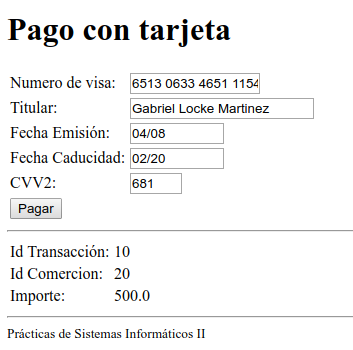 Pago con tarjeta
Numero de visa: 6513 0633 4651 1154
Titular: Gabriel Locke Martinez
Fecha Emisión: 04/08
Fecha Caducidad: 02/20
CVV2: 681
Pagar
Id Transacción: 10
Id Comercion: 20
Importe: 500.0
Prácticas de Sistemas Informáticos II